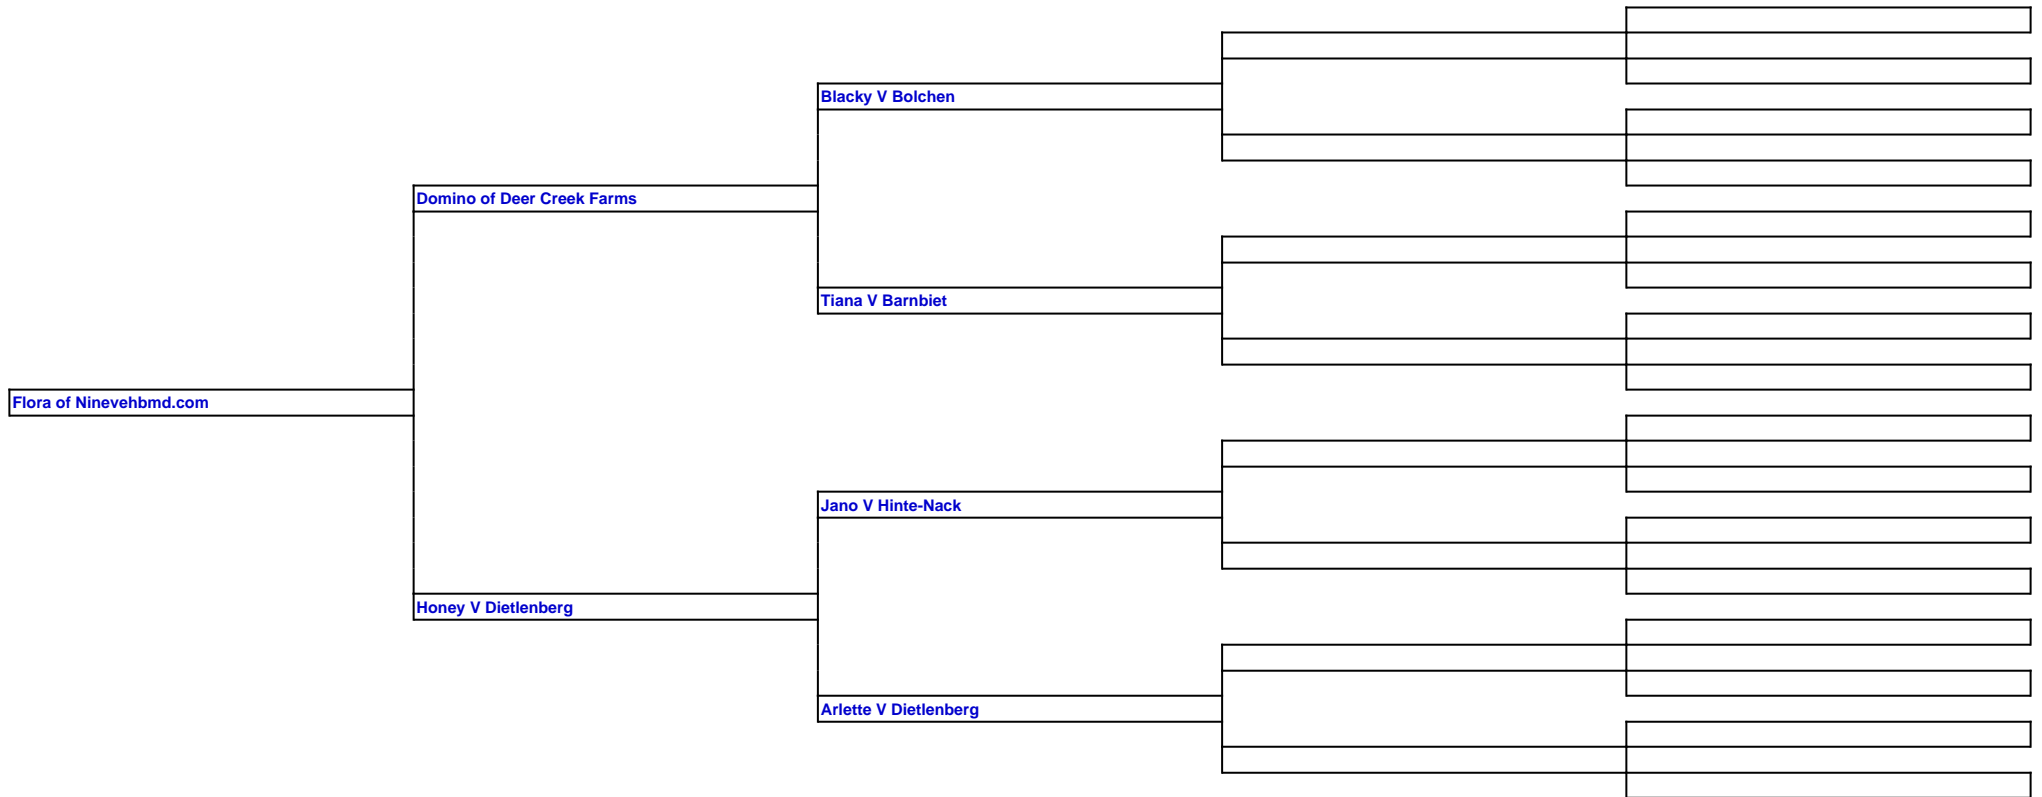 Blacky V Bolchen
Domino of Deer Creek Farms
Tiana V Barnbiet
Flora of Ninevehbmd.com
Jano V Hinte-Nack
Honey V Dietlenberg
Arlette V Dietlenberg